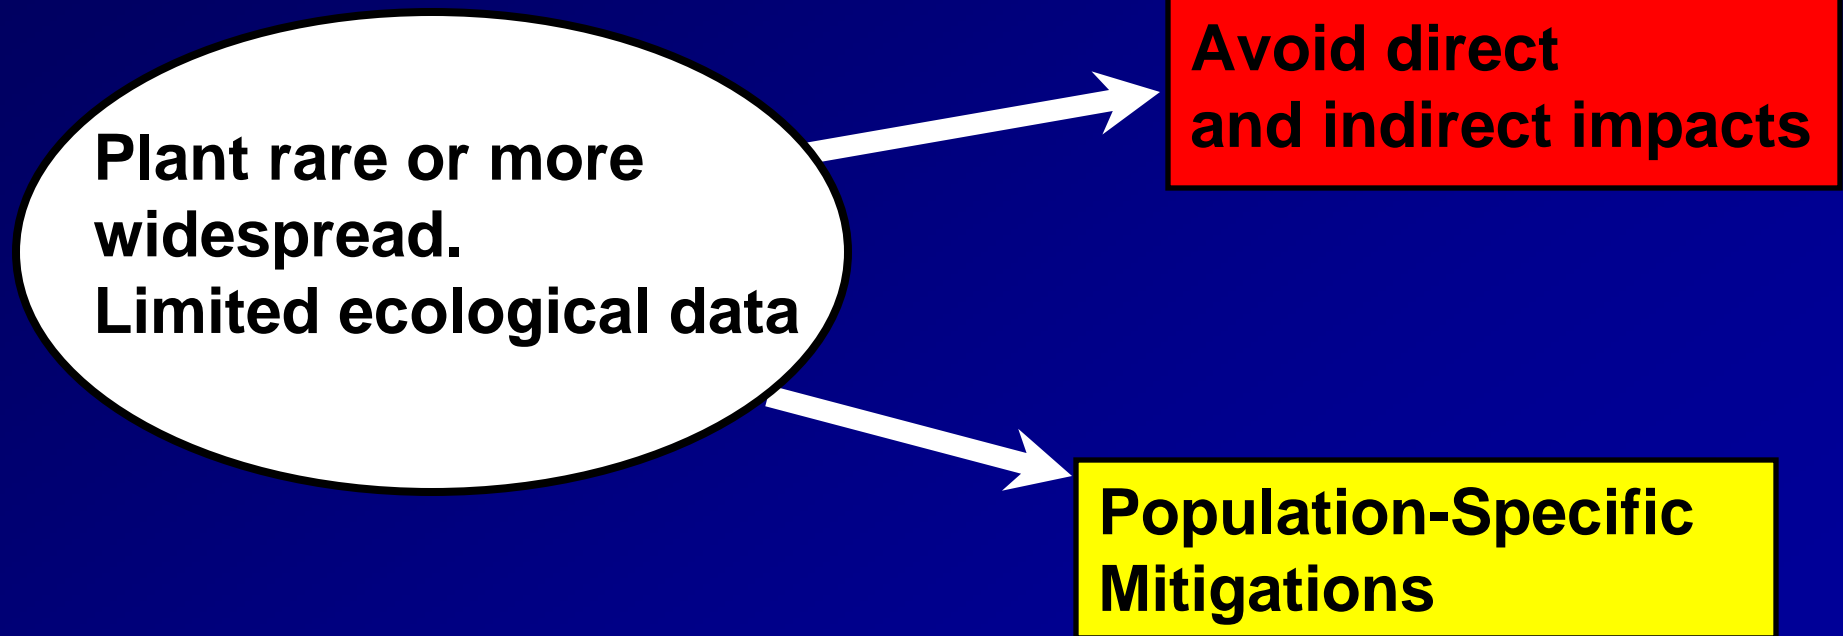 Plant rare or more
widespread.
Limited ecological data
Avoid direct
and indirect impacts
Population-Specific
Mitigations